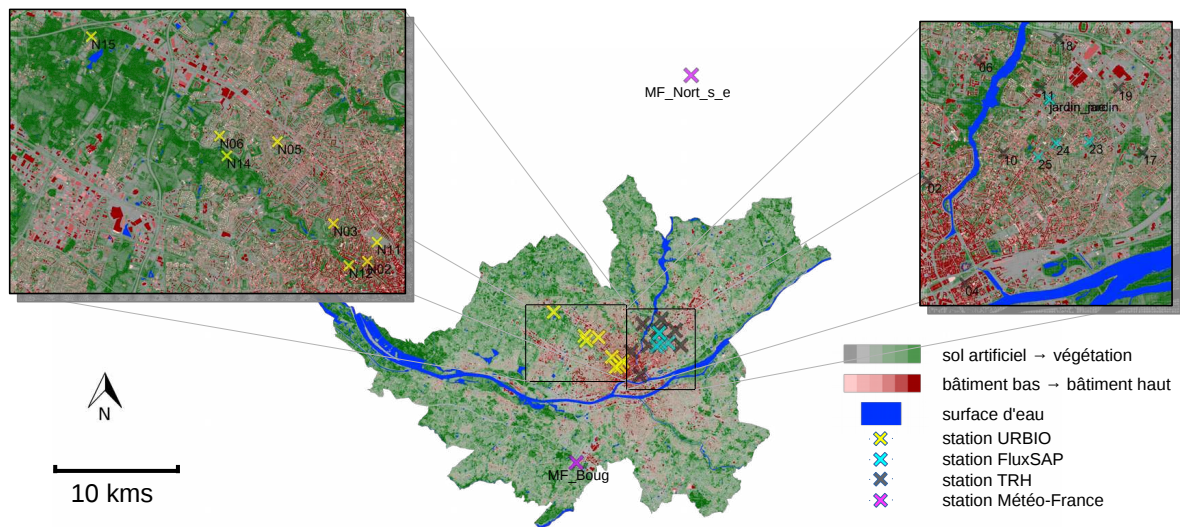 N15
N06
N05
N14
N03
N11
N02
N12
MF_Nort_s_e
18
06
11
19
10
24
23
25
17
02
04
N
10 kms
MF_Boug
sol artificiel → végétation
bâtiment bas → bâtiment haut
surface d'eau
station URBIO
station FluxSAP
station TRH
station Météo-France